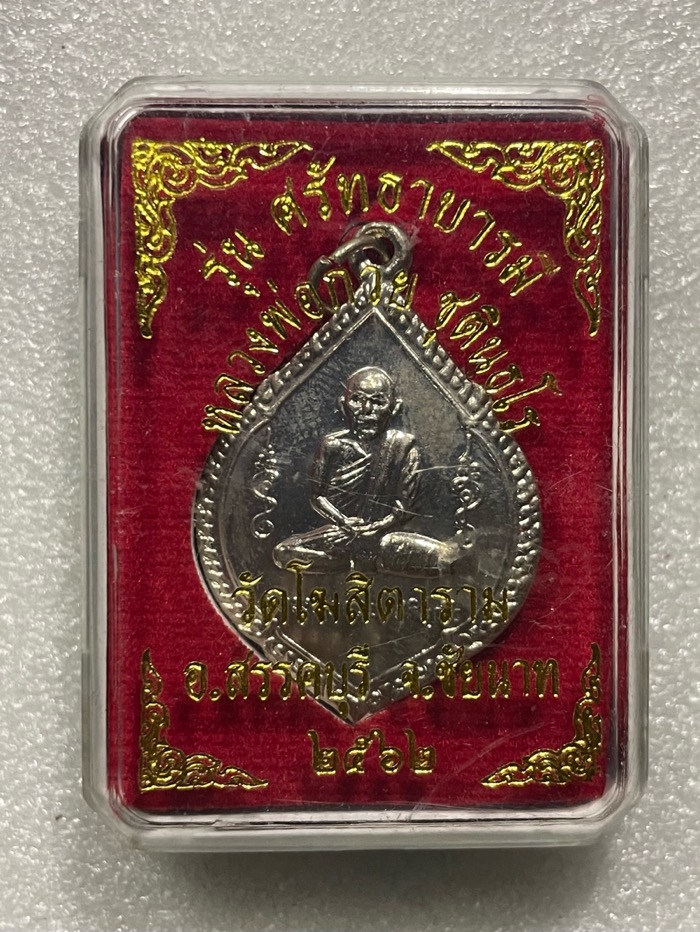 รุ่น ศรัทธาบารมี
หลวงพ่อกวย ชุตินฺธโร
วัดโฆสิตาราม
อ.สรรคบุรี จ.ชัยนาท
๒๕๖๒